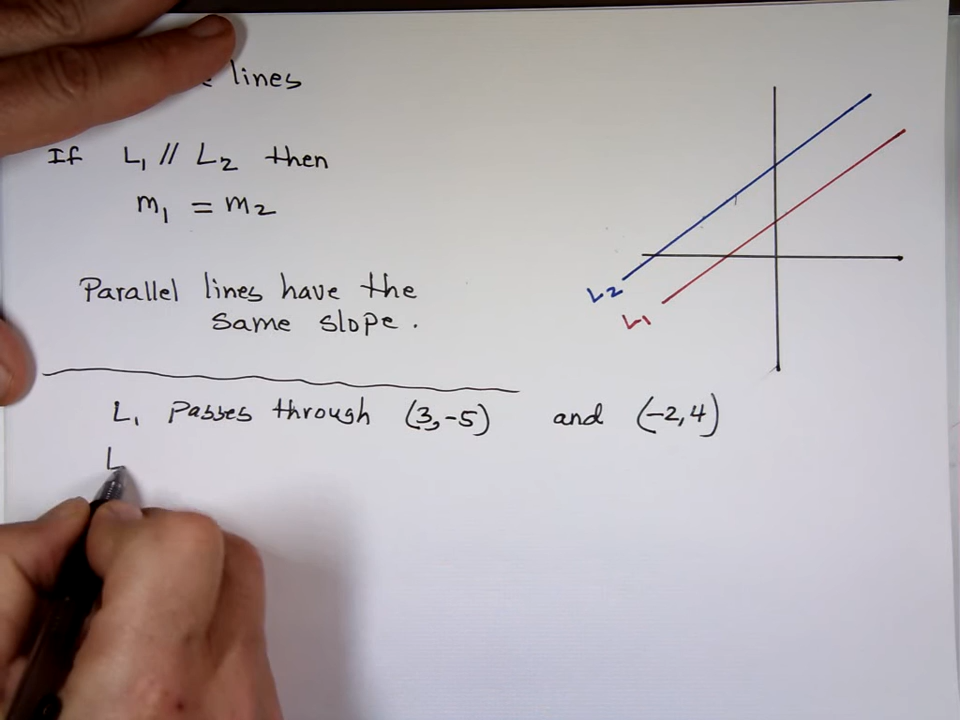 lines
If L1 // L2 then
m1 = m2
Parallel lines have the
same slope.
L2
L1
L1 passes through (3,-5) and (-2,4)
L